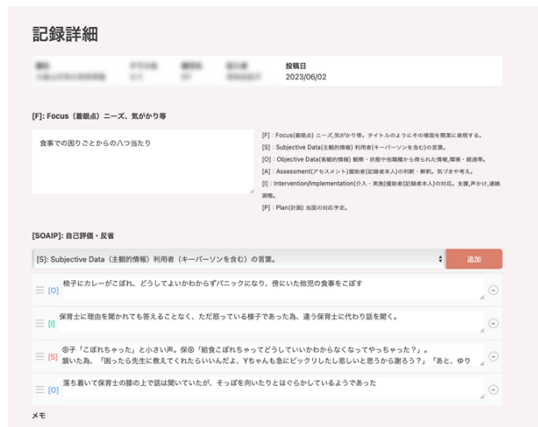 記録詳細
投稿日
2023/06/02
[F]: Focus（着眼点）ニーズ、気がかり等
食事での困りごとからの八つ当たり
[F]：Focus(着眼点) ニーズ,気がかり等。タイトルのようにその場面を簡潔に表現する。
[S]：Subjective Data(主観的情報) 利用者(キーパーソンを含む)の言葉。
[O]：Objective Data(客観的情報) 観察・状態や他職種から得られた情報,環境・経過等。
[A]：Assessment(アセスメント)援助者(記録者本人)の判断・解釈。気づきや考え。
[I]：Intervention/Implementation(介入・実施)援助者(記録者本人)の対応。支援,声かけ,連絡
調整。
[P]：Plan(計画) 当面の対応予定。
[SOAIP]: 自己評価・反省
[S]: Subjective Data（主観的情報）利用者（キーパーソンを含む）の言葉。
追加
[O] 椅子にカレーがこぼれ、どうしてよいかわからずパニックになり、傍にいた他児の食事をこぼす
[I] 保育士に理由を聞かれても答えることなく、ただ怒っている様子であった為、違う保育士に代わり話を聞く。
[S] 子「こぼれちゃった」と小さい声。保「給食こぼれちゃってどうしていいかわからなくなってやっちゃった？」。
頷いた為、「困ったら先生に教えてくれたらいいんだよ、Yちゃんも急にビックリしたし悲しいと思うから謝ろう？」「あと、ゆり
[O] 落ち着いて保育士の膝の上で話は聞いていたが、そっぽを向いたりとはぐらかしているようであった
メモ